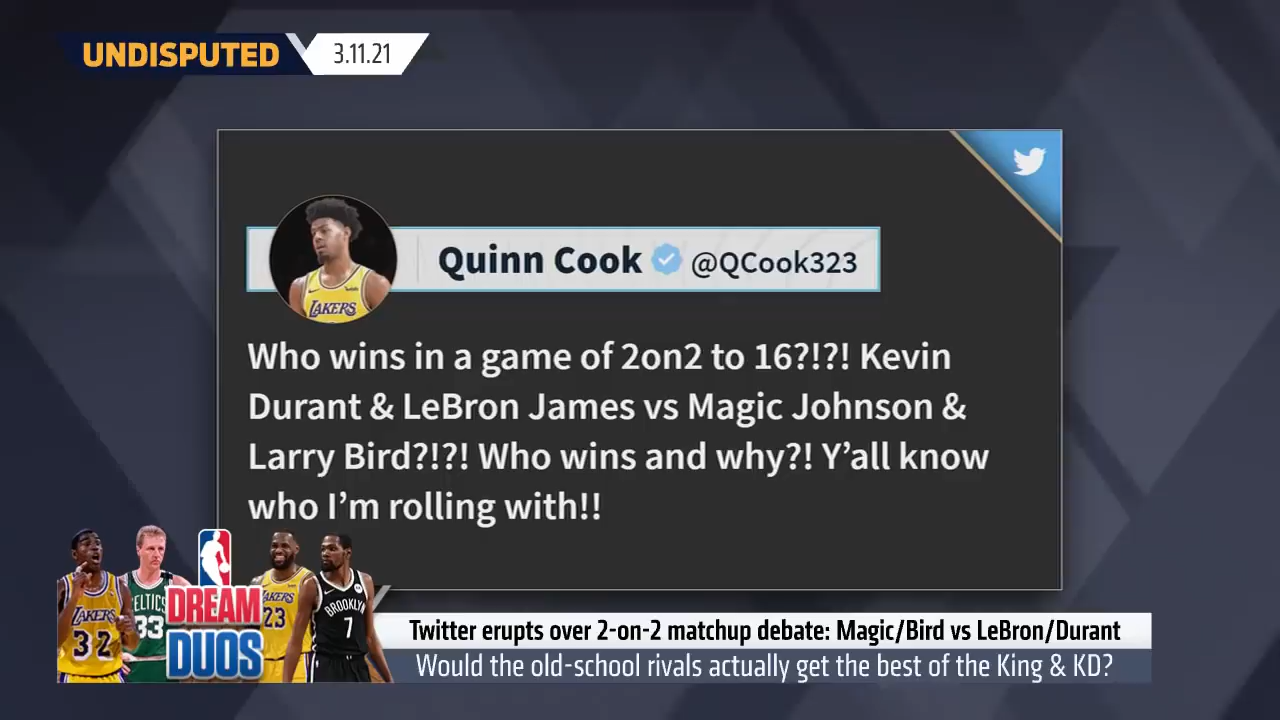 UNDISPUTED
3.11.21
Quinn Cook @QCook323
LAKERS
Who wins in a game of 2on2 to 16?!?! Kevin
Durant & LeBron James vs Magic Johnson &
Larry Bird?!?! Who wins and why?! Y’all know
who I’m rolling with!!
LAKERS
32
ELTICS
33
DREAM
DUOS
LAKERS
23
BROOKLYN
7
Twitter erupts over 2-on-2 matchup debate: Magic/Bird vs LeBron/Durant
Would the old-school rivals actually get the best of the King & KD?